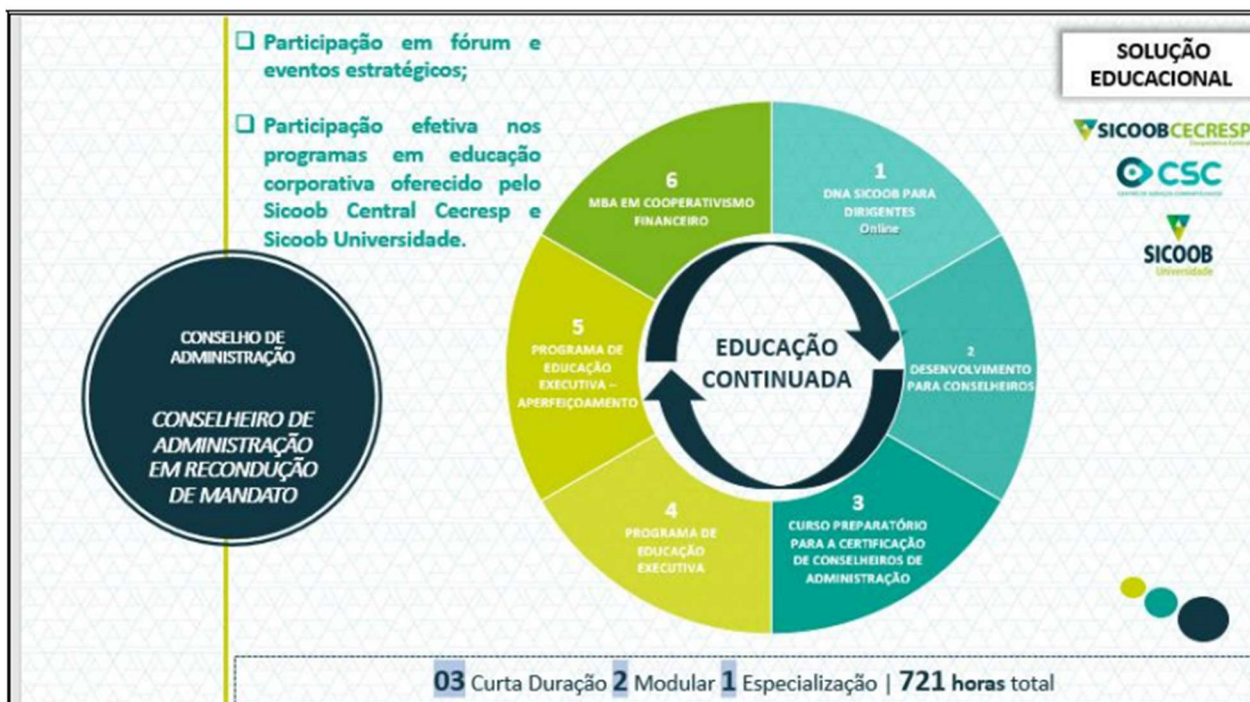 ❑ Participação em fórum e
eventos estratégicos;
❑ Participação efetiva nos
programas em educação
corporativa oferecido pelo
Sicoob Central Cecresp e
Sicoob Universidade.
SOLUÇÃO
EDUCACIONAL
SICOOBCECRESP
CSC
SICOOB
Universidade
CONSELHO DE
ADMINISTRAÇÃO
CONSELHEIRO DE
ADMINISTRAÇÃO
EM RECONDUÇÃO
DE MANDATO
EDUCAÇÃO
CONTINUADA
1
DNA SICOOB PARA
DIRIGENTES
Online
2
DESENVOLVIMENTO
PARA CONSELHEIROS
3
CURSO PREPARATÓRIO
PARA A CERTIFICAÇÃO
DE CONSELHEIROS DE
ADMINISTRAÇÃO
4
PROGRAMA DE
EDUCAÇÃO
EXECUTIVA
5
PROGRAMA DE
EDUCAÇÃO
EXECUTIVA –
APERFEIÇOAMENTO
6
MBA EM COOPERATIVISMO
FINANCEIRO
03 Curta Duração 2 Modular 1 Especialização | 721 horas total